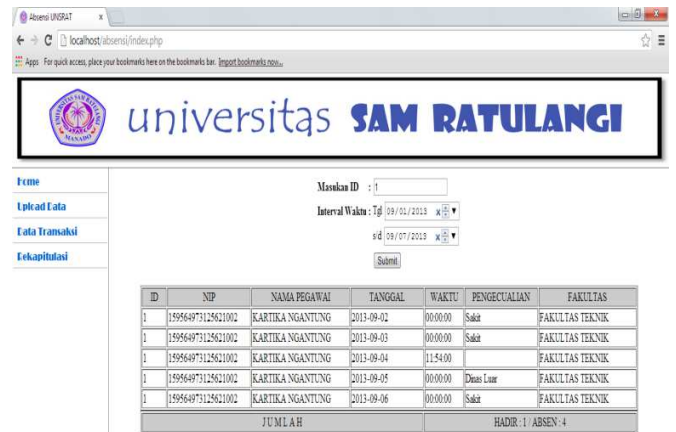 Absensi UNSRAT x
localhost/absensi/index.php
Apps For quick access, place your bookmarks here on the bookmarks bar. Import bookmarks now...
universitas SAM RATULANGI
Home
Upload Data
Data Transaksi
Rekapitulasi
Masukan ID : 1
Interval Waktu : Tgl 09/01/2013 x
s/d 09/07/2013 x
Submit
ID NIP NAMA PEGAWAI TANGGAL WAKTU PENGECUALIAN FAKULTAS
1 159564973125621002 KARTIKA NGANTUNG 2013-09-02 00:00:00 Sakit FAKULTAS TEKNIK
1 159564973125621002 KARTIKA NGANTUNG 2013-09-03 00:00:00 Sakit FAKULTAS TEKNIK
1 159564973125621002 KARTIKA NGANTUNG 2013-09-04 11:54:00 FAKULTAS TEKNIK
1 159564973125621002 KARTIKA NGANTUNG 2013-09-05 00:00:00 Dinas Luar FAKULTAS TEKNIK
1 159564973125621002 KARTIKA NGANTUNG 2013-09-06 00:00:00 Sakit FAKULTAS TEKNIK
J U M L A H HADIR : 1 / ABSEN : 4